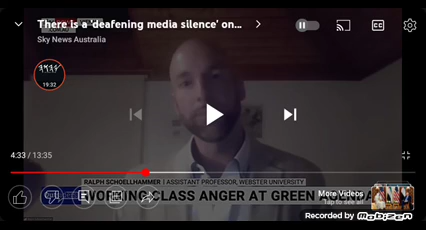 There is a 'deafening media silence' on...
Sky News Australia
19:32
4:33 / 13:35
RALPH SCHOELLHAMMER | ASSISTANT PROFESSOR, WEBSTER UNIVERSITY
WORKING CLASS ANGER AT GREEN
More Videos
Tap to see all
Recorded by Mobizen